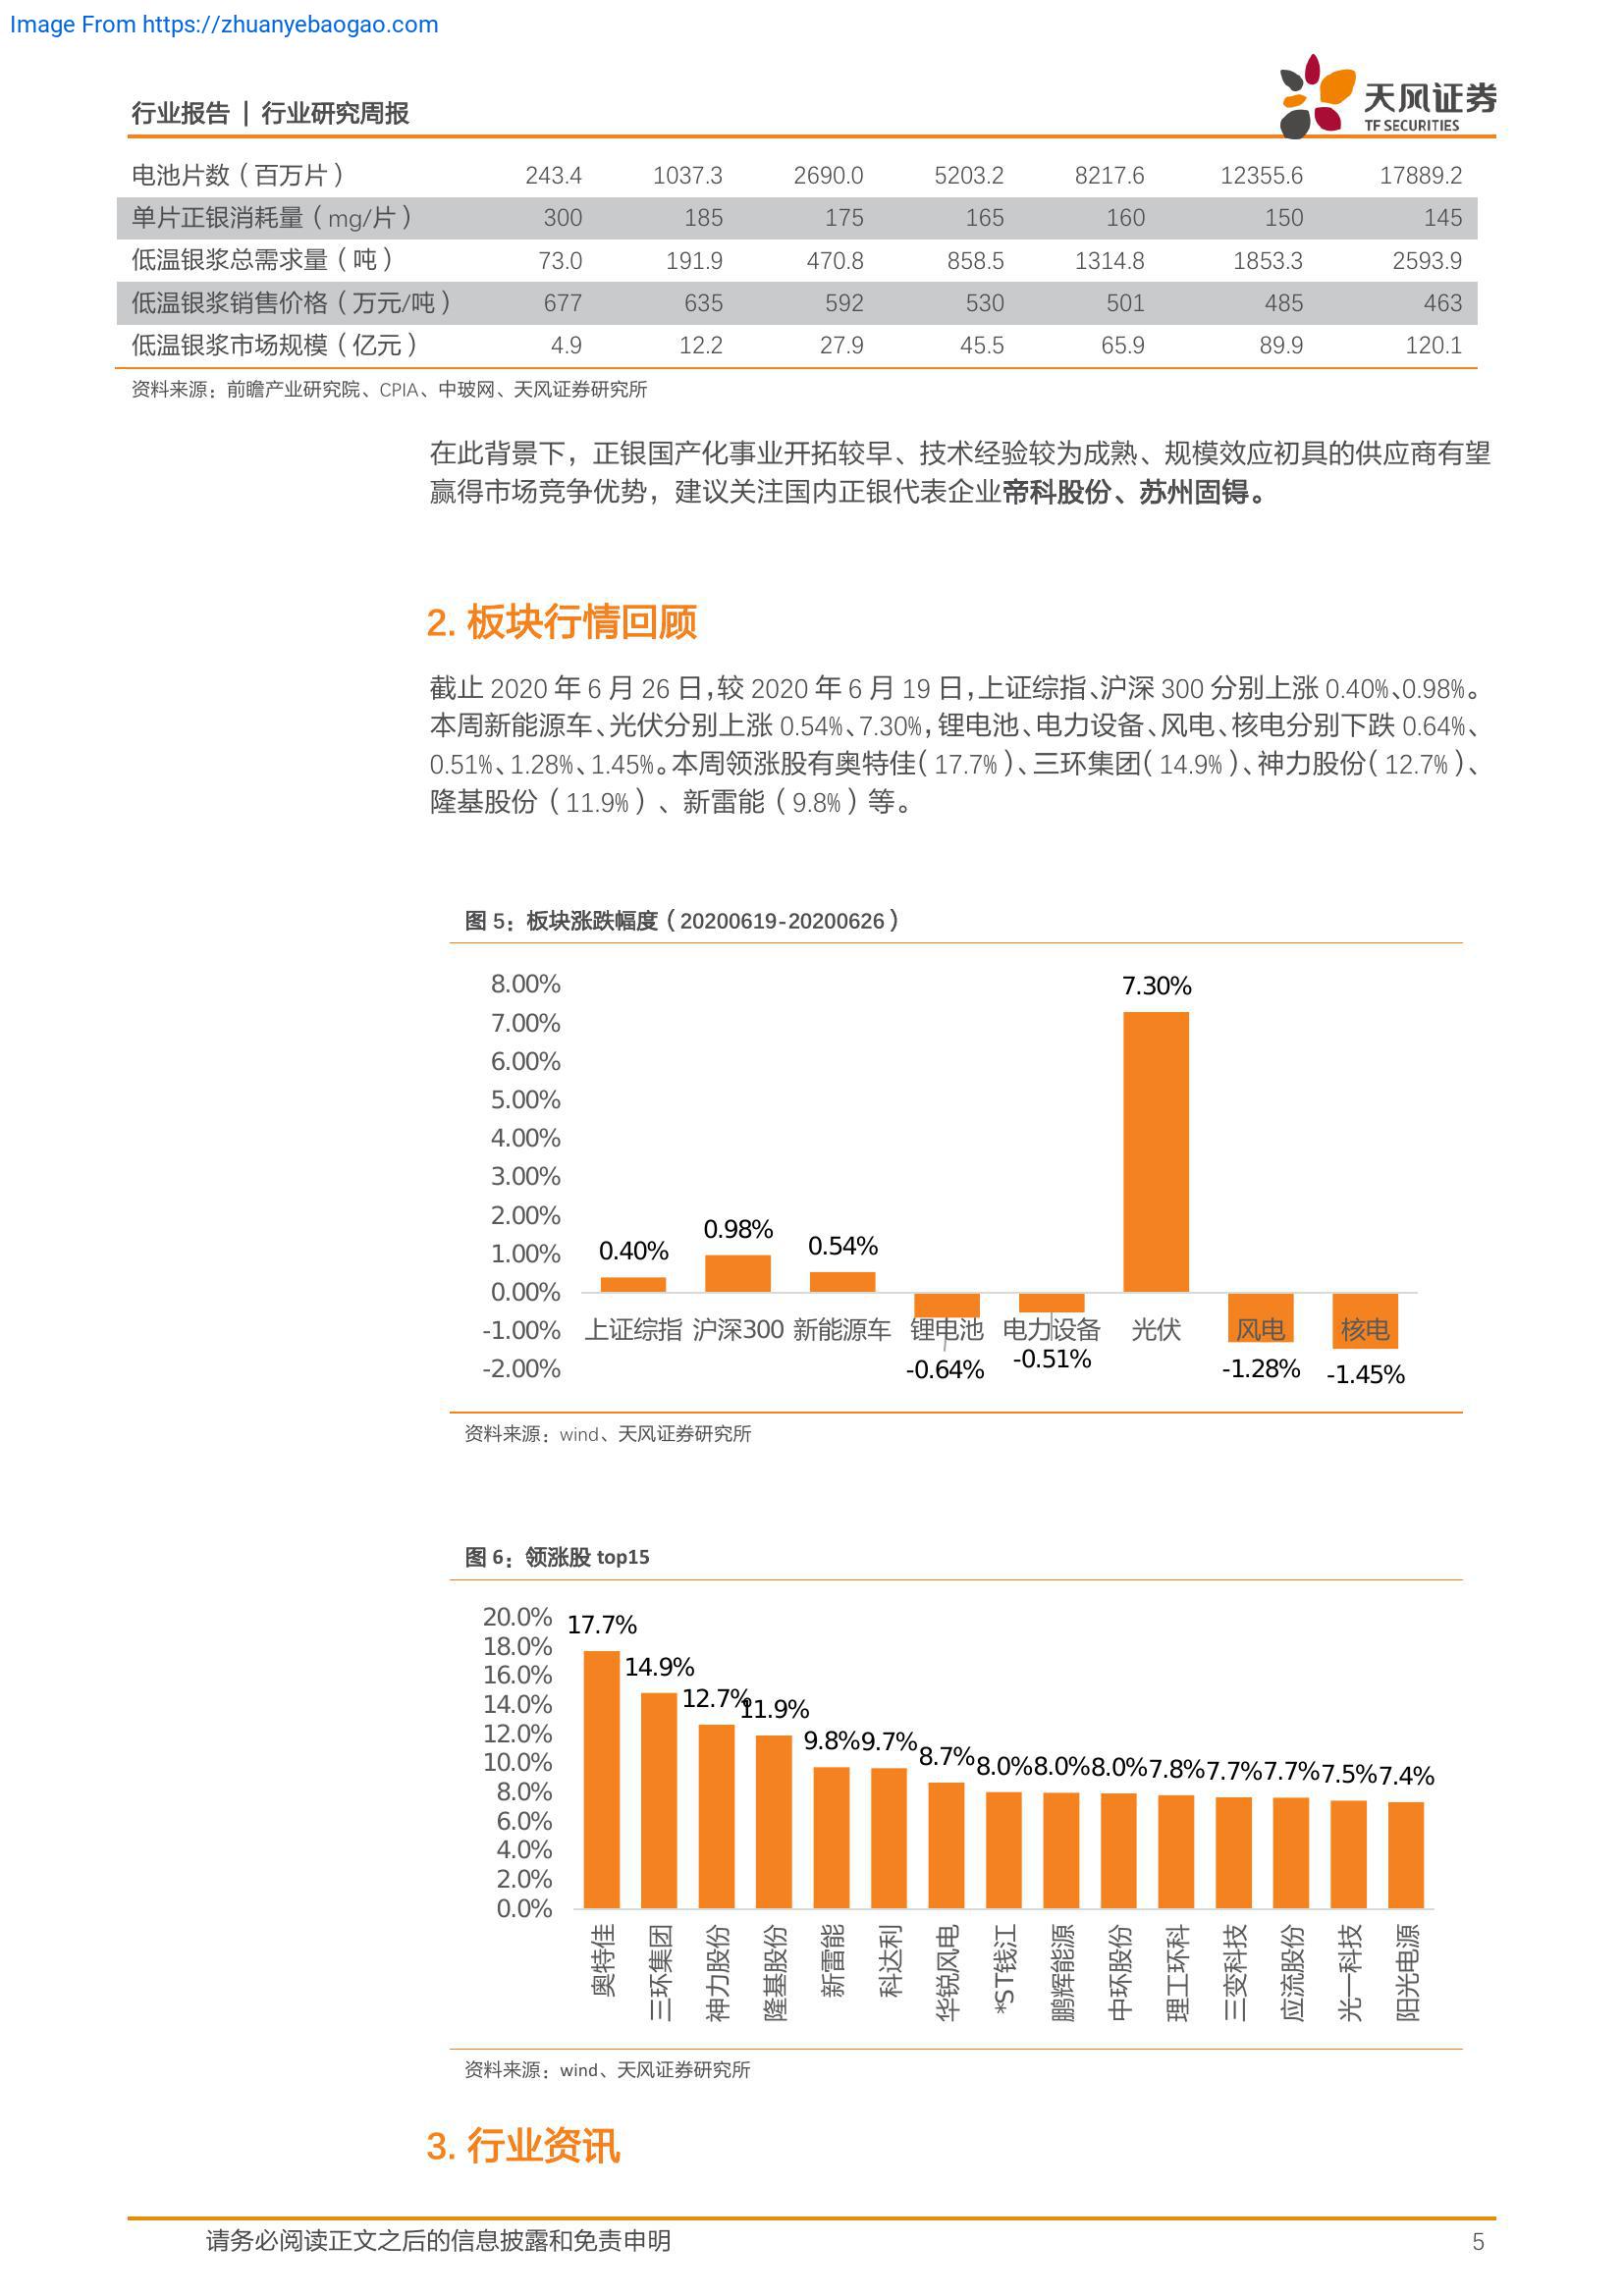 Image From https://zhuanyebaogao.com
行业报告 | 行业研究周报
天风证券
TF SECURITIES
电池片数（百万片） 243.4 1037.3 2690.0 5203.2 8217.6 12355.6 17889.2
单片正银消耗量（mg/片） 300 185 175 165 160 150 145
低温银浆总需求量（吨） 73.0 191.9 470.8 858.5 1314.8 1853.3 2593.9
低温银浆销售价格（万元/吨） 677 635 592 530 501 485 463
低温银浆市场规模（亿元） 4.9 12.2 27.9 45.5 65.9 89.9 120.1
资料来源：前瞻产业研究院、CPIA、中玻网、天风证券研究所
在此背景下，正银国产化事业开拓较早、技术经验较为成熟、规模效应初具的供应商有望
赢得市场竞争优势，建议关注国内正银代表企业帝科股份、苏州固锝。
2. 板块行情回顾
截止 2020 年 6 月 26 日，较 2020 年 6 月 19 日，上证综指、沪深 300 分别上涨 0.40%、0.98%。
本周新能源车、光伏分别上涨 0.54%、7.30%，锂电池、电力设备、风电、核电分别下跌 0.64%、
0.51%、1.28%、1.45%。本周领涨股有奥特佳（17.7%）、三环集团（14.9%）、神力股份（12.7%）、
隆基股份（11.9%）、新雷能（9.8%）等。
图 5：板块涨跌幅度（20200619-20200626）
8.00%
7.00%
6.00%
5.00%
4.00%
3.00%
2.00%
1.00%
0.00%
-1.00%
-2.00%
0.40% 0.98% 0.54% -0.64% -0.51% 7.30% -1.28% -1.45%
上证综指 沪深300 新能源车 锂电池 电力设备 光伏 风电 核电
资料来源：wind、天风证券研究所
图 6：领涨股 top15
20.0%
18.0%
16.0%
14.0%
12.0%
10.0%
8.0%
6.0%
4.0%
2.0%
0.0%
17.7% 14.9% 12.7% 11.9% 9.8% 9.7% 8.7% 8.0% 8.0% 8.0% 7.8% 7.7% 7.7% 7.5% 7.4%
奥特佳 三环集团 神力股份 隆基股份 新雷能 科达利 华锐风电 *ST钱江 鹏辉能源 中环股份 理工环科 三变科技 应流股份 光一科技 阳光电源
资料来源：wind、天风证券研究所
3. 行业资讯
请务必阅读正文之后的信息披露和免责申明 5